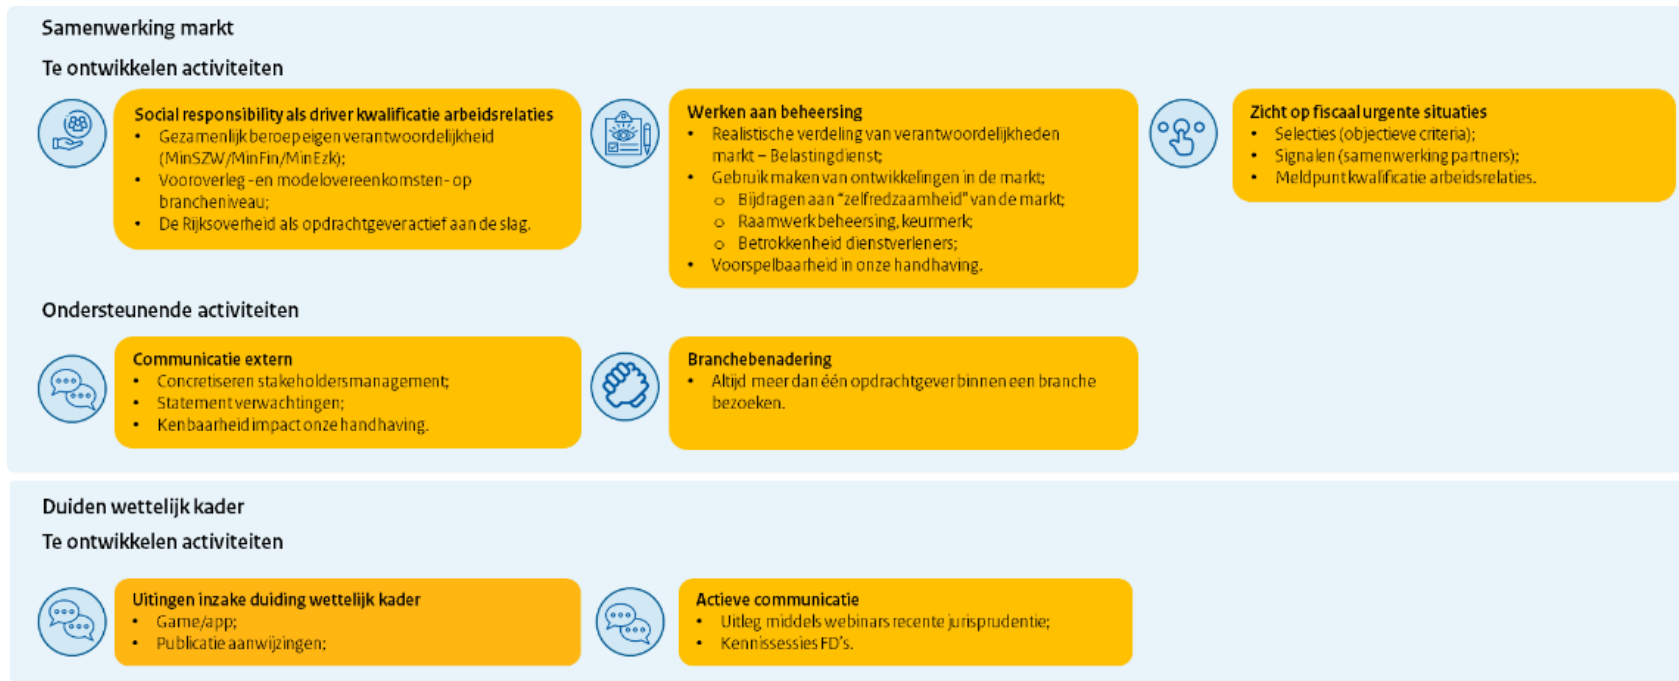 Samenwerking markt
Te ontwikkelen activiteiten
Social responsibility als driver kwalificatie arbeidsrelaties
• Gezamenlijk beroep eigen verantwoordelijkheid
(MinSZW/MinFin/MinEzk);
• Vooroverleg -en modelovereenkomsten- op
brancheniveau;
• De Rijksoverheid als opdrachtgever actief aan de slag.
Werken aan beheersing
• Realistische verdeling van verantwoordelijkheden
markt – Belastingdienst;
• Gebruik maken van ontwikkelingen in de markt;
o Bijdragen aan "zelfredzaamheid" van de markt;
o Raamwerk beheersing, keurmerk;
o Betrokkenheid dienstverleners;
• Voorspelbaarheid in onze handhaving.
Zicht op fiscaal urgente situaties
• Selecties (objectieve criteria);
• Signalen (samenwerking partners);
• Meldpunt kwalificatie arbeidsrelaties.
Ondersteunende activiteiten
Communicatie extern
• Concretiseren stakeholdersmanagement;
• Statement verwachtingen;
• Kenbaarheid impact onze handhaving.
Branchebenadering
• Altijd meer dan één opdrachtgever binnen een branche
bezoeken.
Duiden wettelijk kader
Te ontwikkelen activiteiten
Uitingen inzake duiding wettelijk kader
• Game/app;
• Publicatie aanwijzingen;
Actieve communicatie
• Uitleg middels webinars recente jurisprudentie;
• Kennissessies FD's.